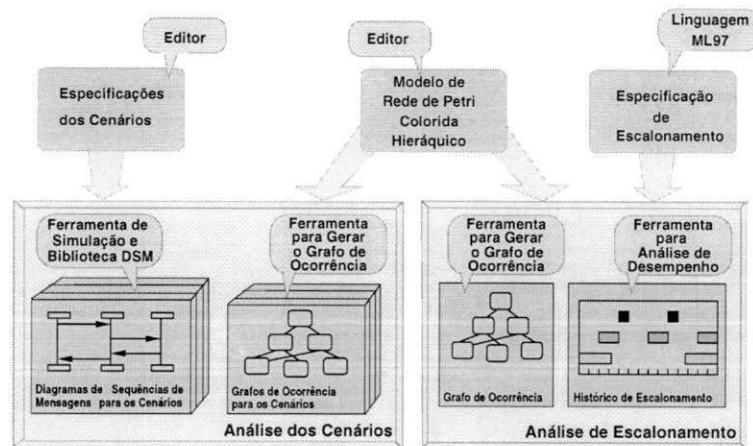 Editor
Especificações
dos Cenários
Editor
Modelo de
Rede de Petri
Colorida
Hieráquico
Linguagem
ML97
Especificação
de
Escalonamento
Ferramenta de
Simulação e
Biblioteca DSM
Diagramas de Sequências de
Mensagens para os Cenários
Ferramenta
para Gerar
o Grafo de
Ocorrência
Grafos de Ocorrência
para os Cenários
Análise dos Cenários
Ferramenta
para Gerar
o Grafo de
Ocorrência
Grafo de Ocorrência
Ferramenta
para
Análise de
Desempenho
Histórico de Escalonamento
Análise de Escalonamento